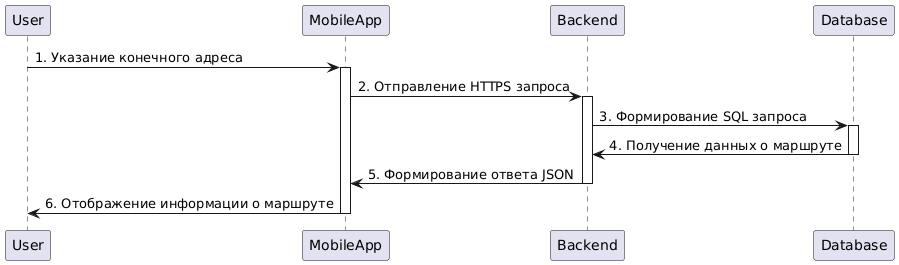 User
MobileApp
Backend
Database
1. Указание конечного адреса
2. Отправление HTTPS запроса
3. Формирование SQL запроса
4. Получение данных о маршруте
5. Формирование ответа JSON
6. Отображение информации о маршруте
User
MobileApp
Backend
Database